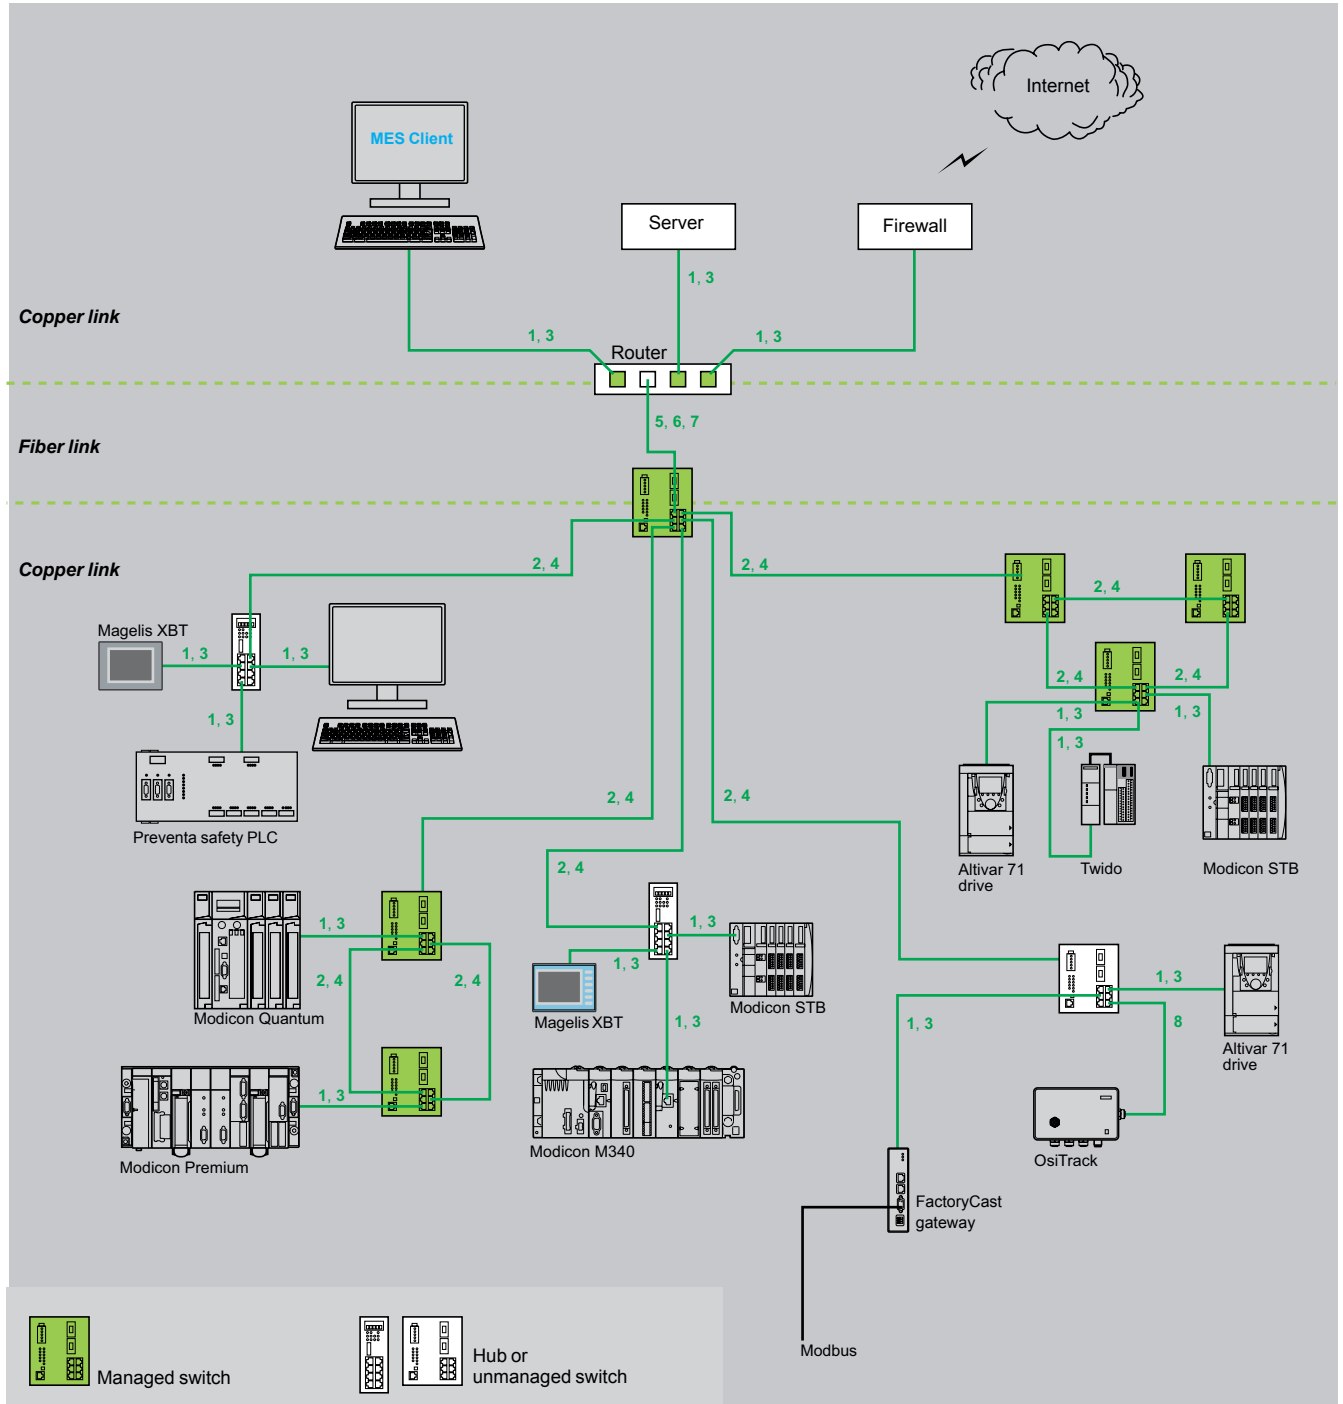 Internet
MES Client
Server
Firewall
1, 3
Copper link
1, 3
1, 3
Router
5, 6, 7
Fiber link
Copper link
2, 4
2, 4
2, 4
Magelis XBT
1, 3
1, 3
2, 4
2, 4
1, 3
1, 3
1, 3
1, 3
2, 4
2, 4
Preventa safety PLC
2, 4
Altivar 71
drive
Twido
Modicon STB
1, 3
1, 3
1, 3
2, 4
2, 4
1, 3
Modicon Quantum
Magelis XBT
Modicon STB
1, 3
1, 3
8
Altivar 71
drive
1, 3
Modicon M340
Modicon Premium
OsiTrack
FactoryCast
gateway
Modbus
Managed switch
Hub or
unmanaged switch